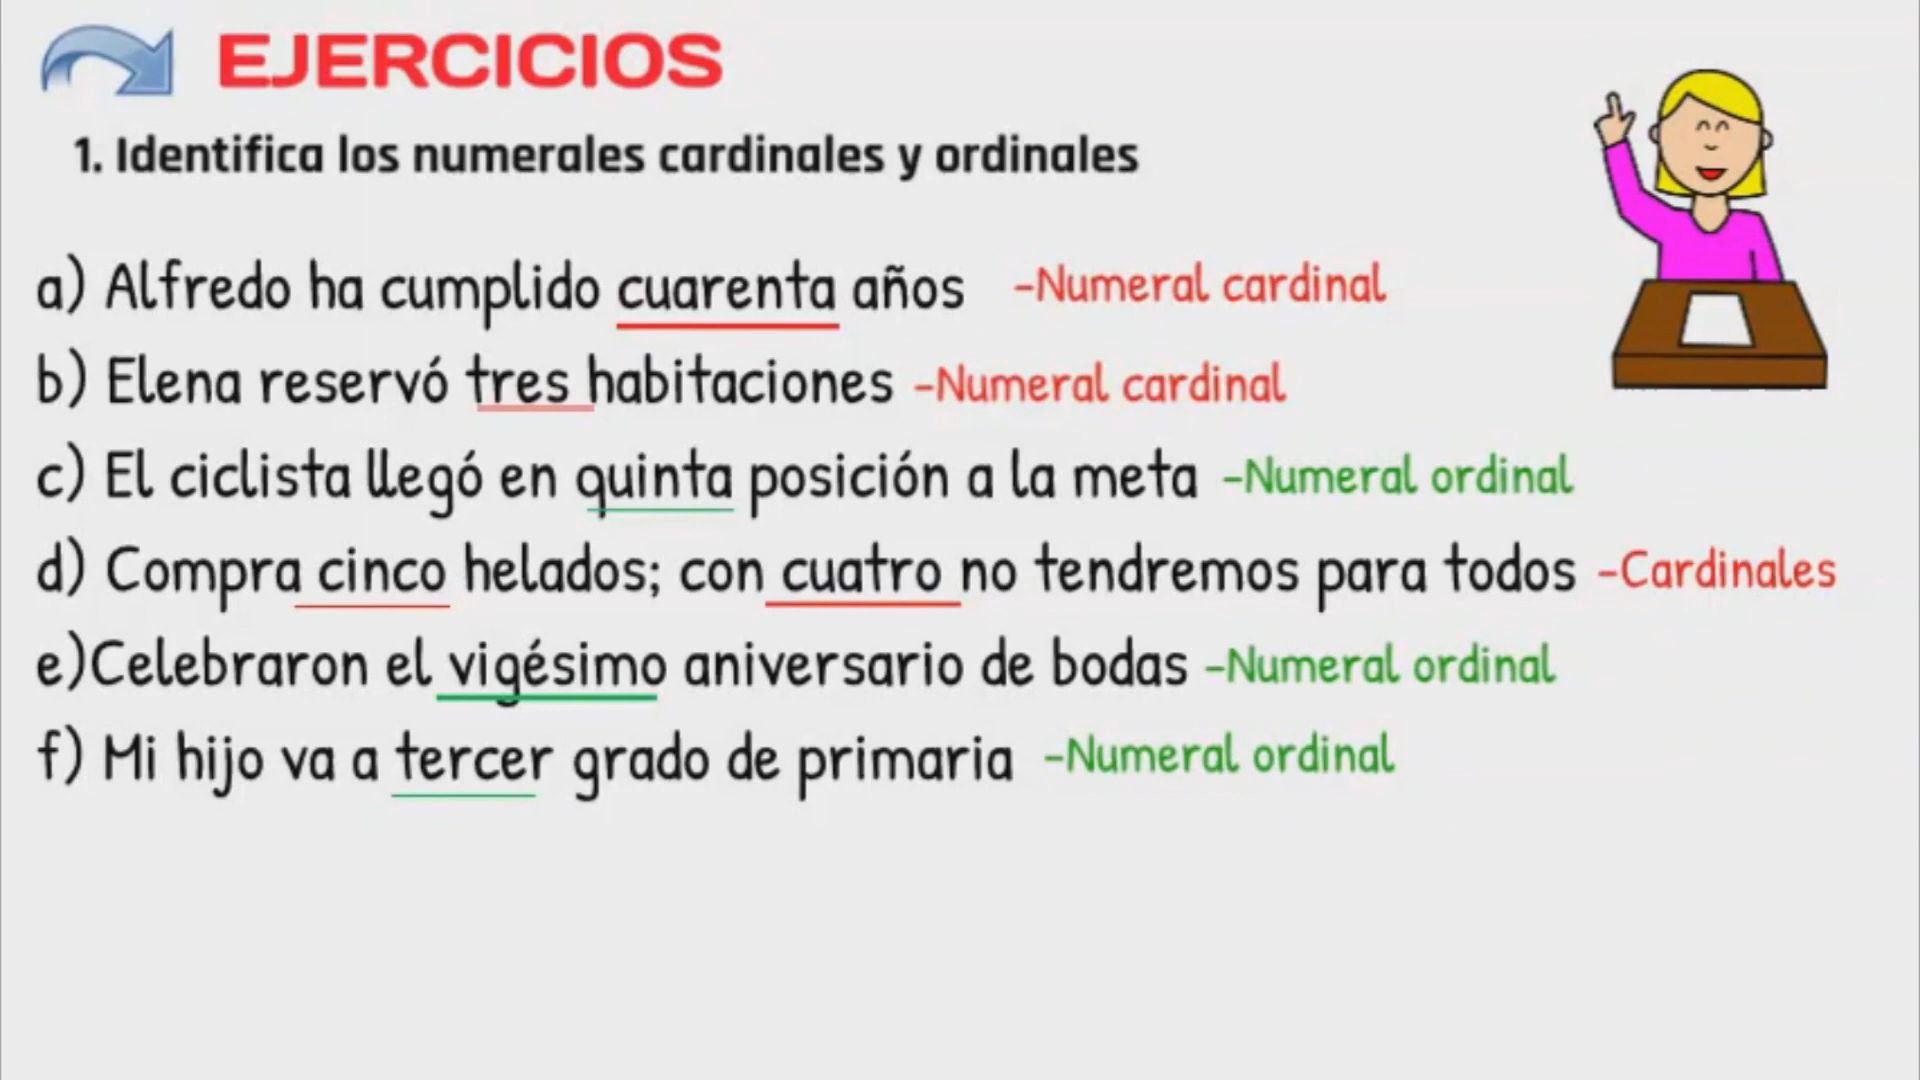 EJERCICIOS
1. Identifica los numerales cardinales y ordinales
a) Alfredo ha cumplido cuarenta años -Numeral cardinal
b) Elena reservó tres habitaciones -Numeral cardinal
c) El ciclista llegó en quinta posición a la meta -Numeral ordinal
d) Compra cinco helados; con cuatro no tendremos para todos -Cardinales
e)Celebraron el vigésimo aniversario de bodas -Numeral ordinal
f) Mi hijo va a tercer grado de primaria -Numeral ordinal